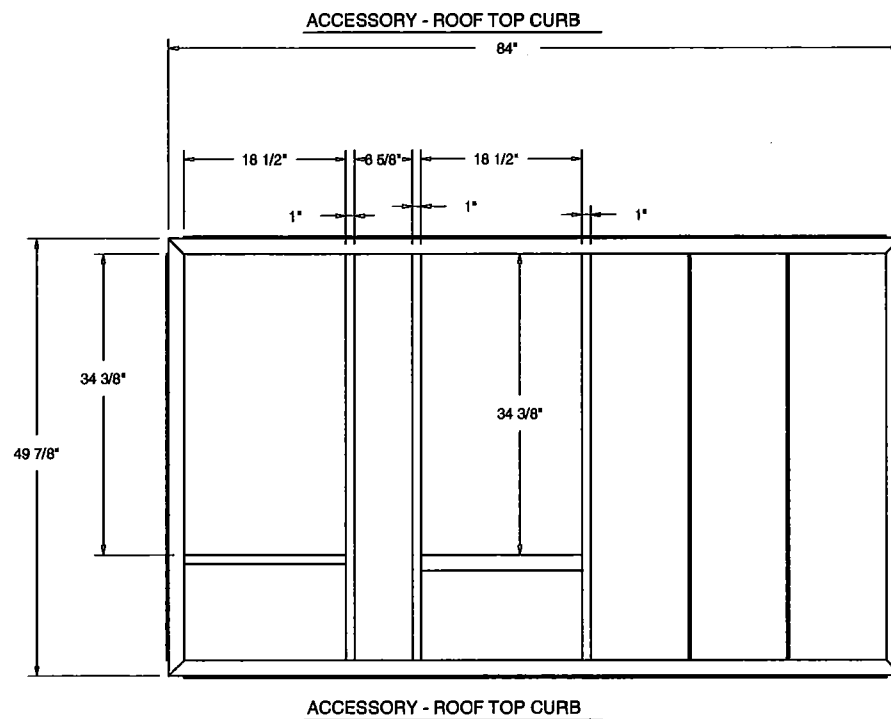 ACCESSORY - ROOF TOP CURB
84"
18 1/2" 6 5/8" 18 1/2"
1" 1" 1"
34 3/8"
34 3/8"
49 7/8"
ACCESSORY - ROOF TOP CURB